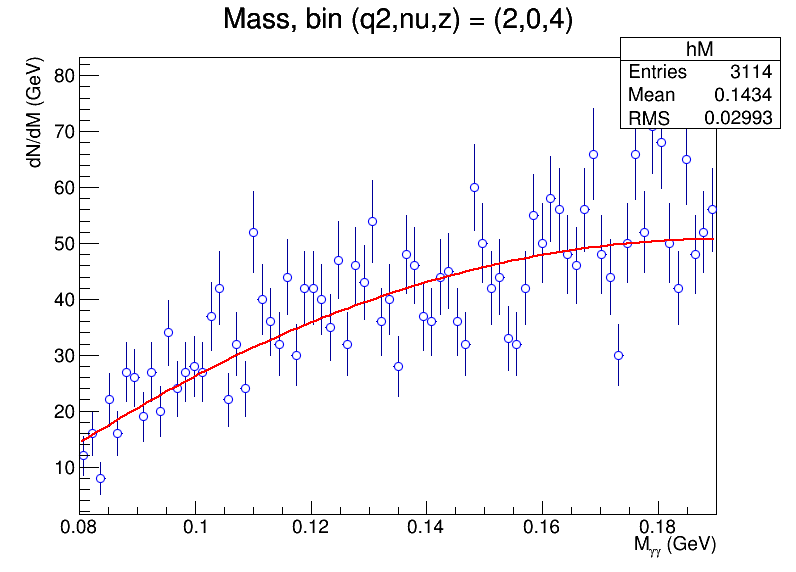 Mass, bin (q2,nu,z) = (2,0,4)
hM
Entries 3114
Mean 0.1434
RMS 0.02993
dN/dM (GeV)
80
70
60
50
40
30
20
10
0.08 0.1 0.12 0.14 0.16 0.18
Mγγ (GeV)